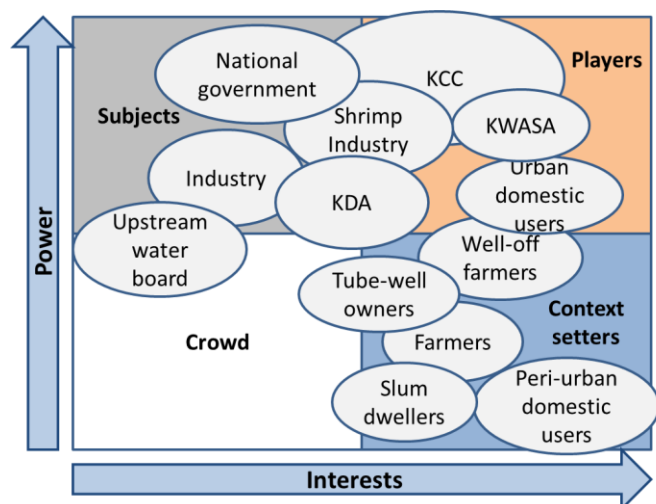 National
government
KCC
Players
Subjects
Shrimp
Industry
KWASA
Industry
KDA
Urban
domestic
users
Upstream
water
board
Well-off
farmers
Tube-well
owners
Context
setters
Crowd
Farmers
Slum
dwellers
Peri-urban
domestic
users
Power
Interests